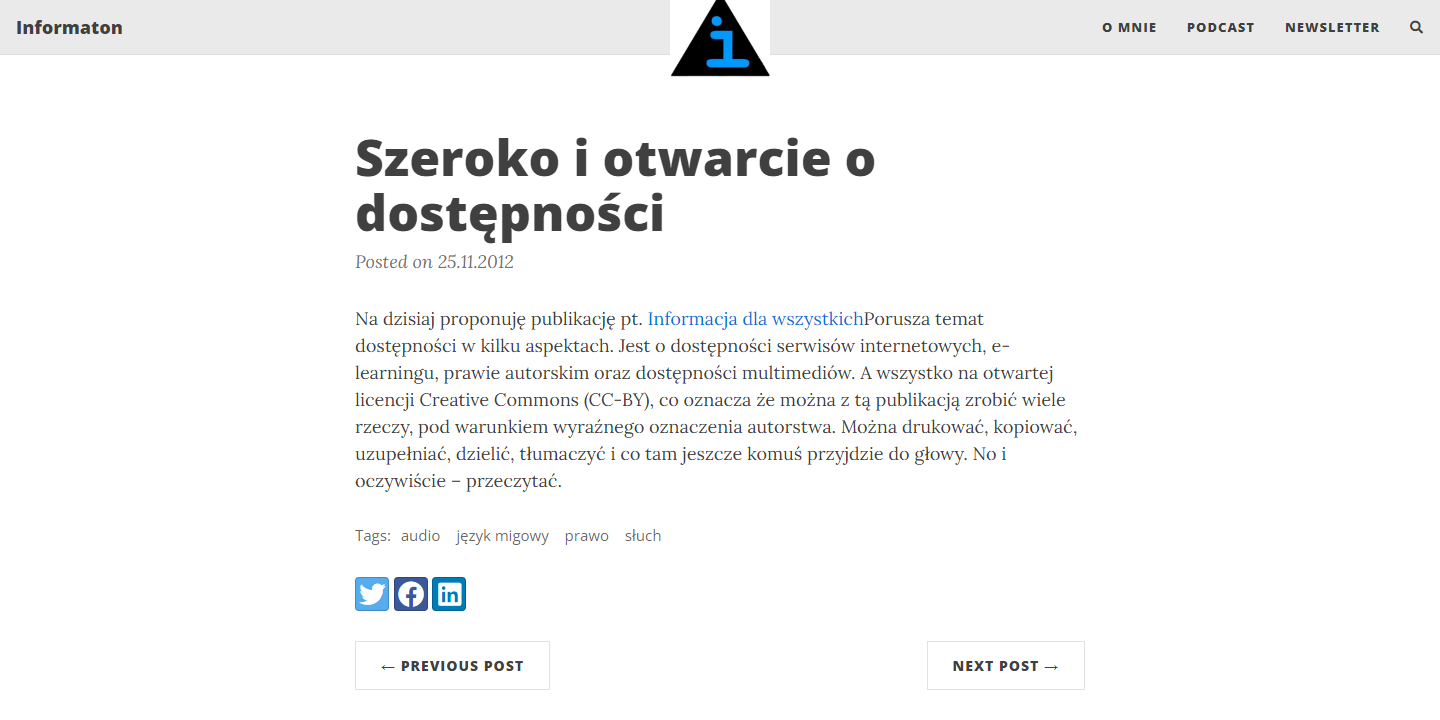 Informaton
i
O MNIE
PODCAST
NEWSLETTER
Szeroko i otwarcie o
dostępności
Posted on 25.11.2012
Na dzisiaj proponuję publikację pt. Informacja dla wszystkichPorusza temat
dostępności w kilku aspektach. Jest o dostępności serwisów internetowych, e-
learningu, prawie autorskim oraz dostępności multimediów. A wszystko na otwartej
licencji Creative Commons (CC-BY), co oznacza że można z tą publikacją zrobić wiele
rzeczy, pod warunkiem wyraźnego oznaczenia autorstwa. Można drukować, kopiować,
uzupełniać, dzielić, tłumaczyć i co tam jeszcze komuś przyjdzie do głowy. No i
oczywiście – przeczytać.
Tags: audio język migowy prawo słuch
← PREVIOUS POST
NEXT POST →